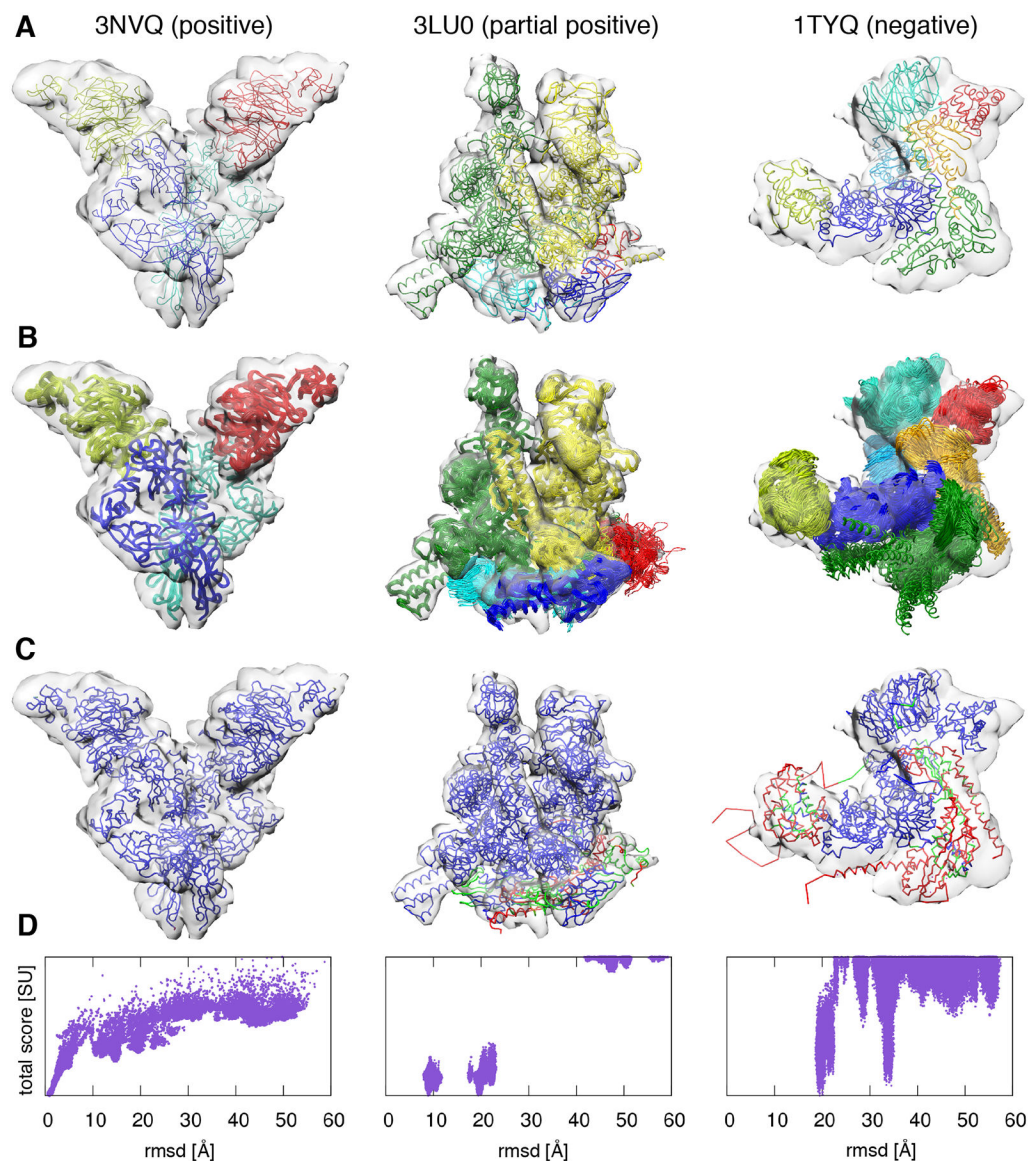 A
3NVQ (positive) 3LU0 (partial positive) 1TYQ (negative)
B
C
D
total score [SU]
0 10 20 30 40 50 60 0 10 20 30 40 50 60 0 10 20 30 40 50 60
rmsd [Å] rmsd [Å] rmsd [Å]